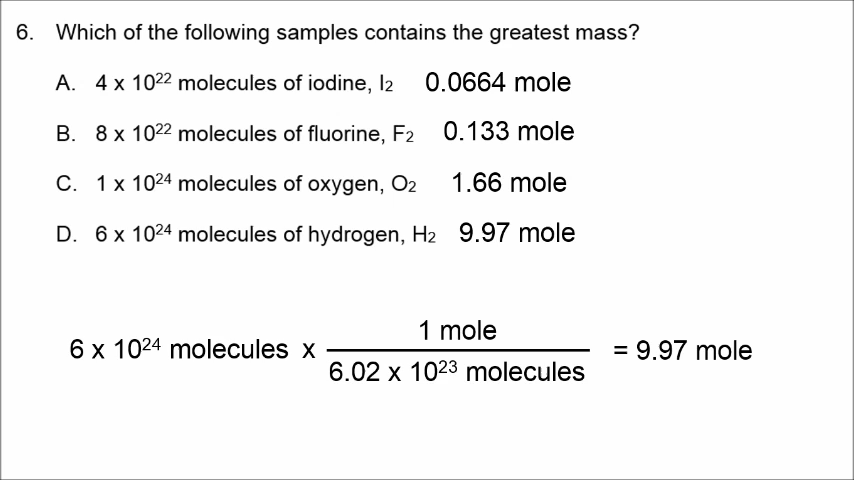 6. Which of the following samples contains the greatest mass?
A. 4 x 10²² molecules of iodine, I₂ 0.0664 mole
B. 8 x 10²² molecules of fluorine, F₂ 0.133 mole
C. 1 x 10²⁴ molecules of oxygen, O₂ 1.66 mole
D. 6 x 10²⁴ molecules of hydrogen, H₂ 9.97 mole
1 mole
6 x 10²⁴ molecules x = 9.97 mole
6.02 x 10²³ molecules